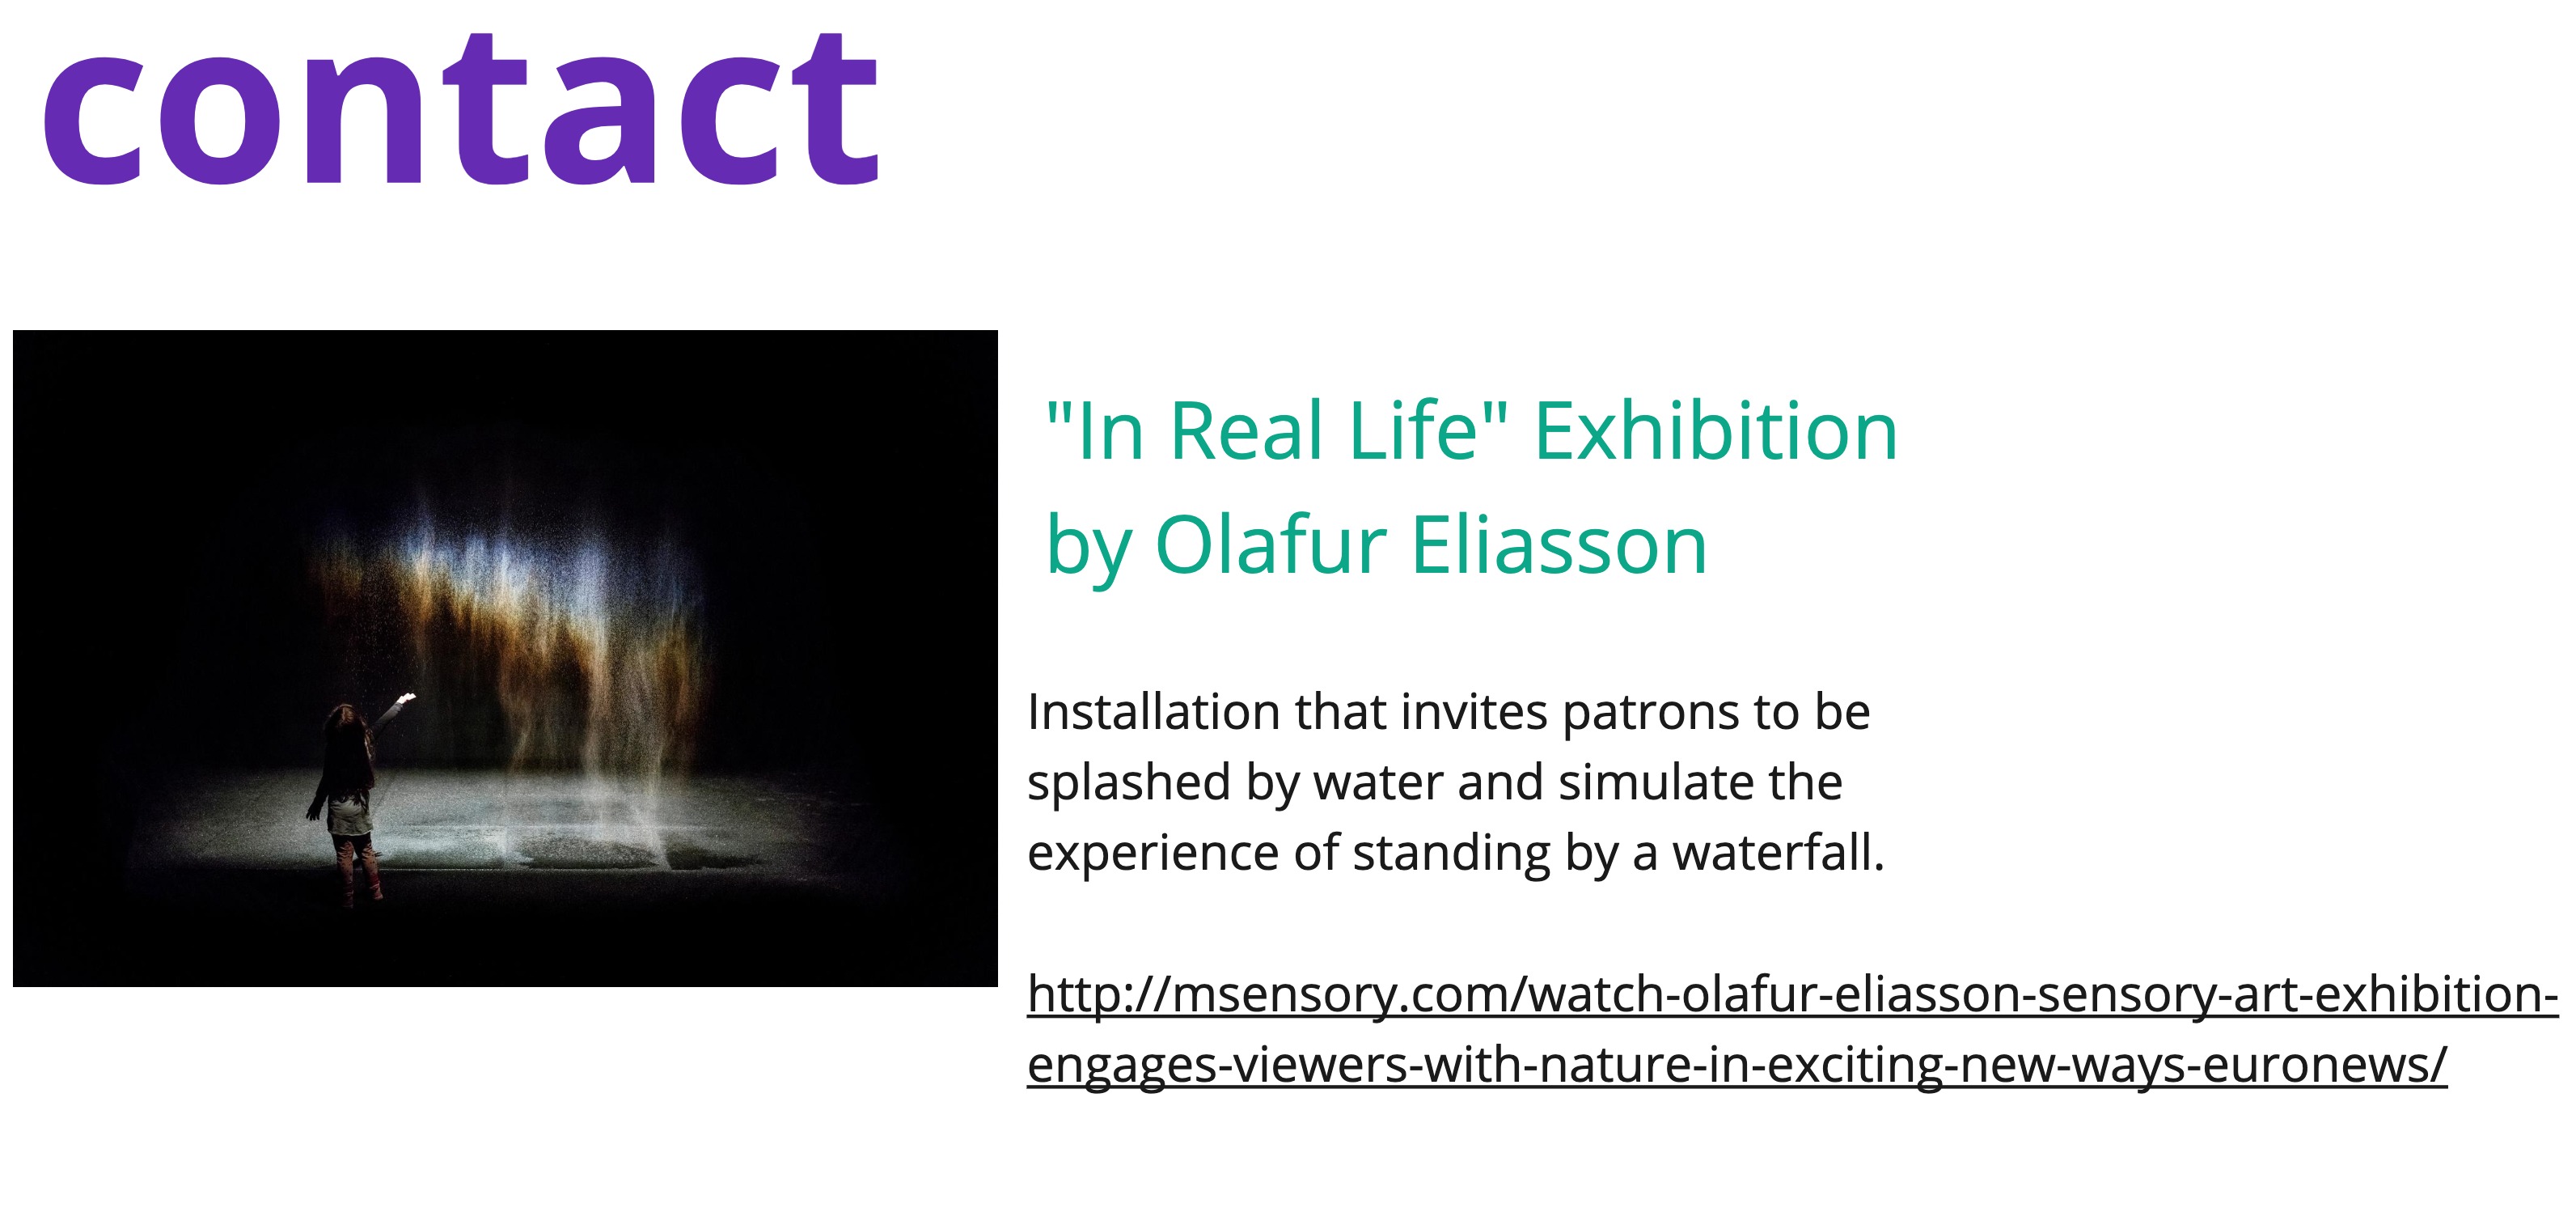 contact
"In Real Life" Exhibition
by Olafur Eliasson
Installation that invites patrons to be
splashed by water and simulate the
experience of standing by a waterfall.
http://msensory.com/watch-olafur-eliasson-sensory-art-exhibition-
engages-viewers-with-nature-in-exciting-new-ways-euronews/